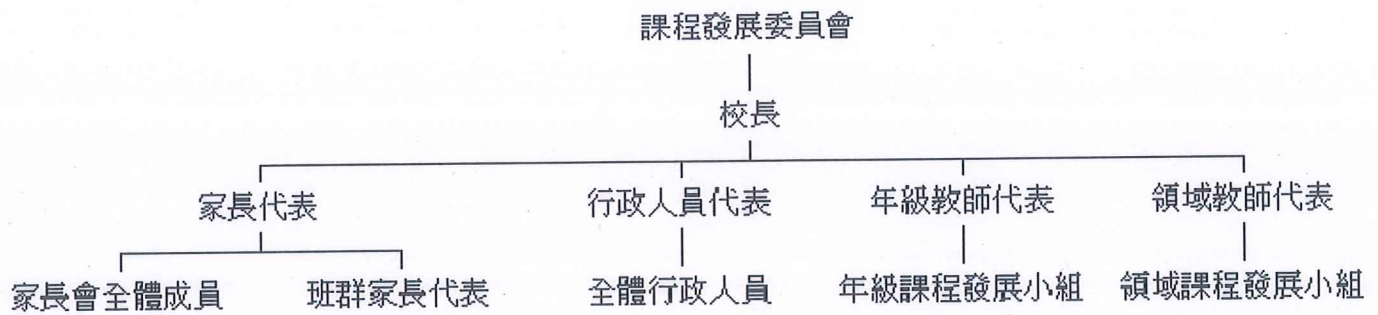 課程發展委員會
校長
家長代表 行政人員代表 年級教師代表 領域教師代表
家長會全體成員 班群家長代表 全體行政人員 年級課程發展小組 領域課程發展小組